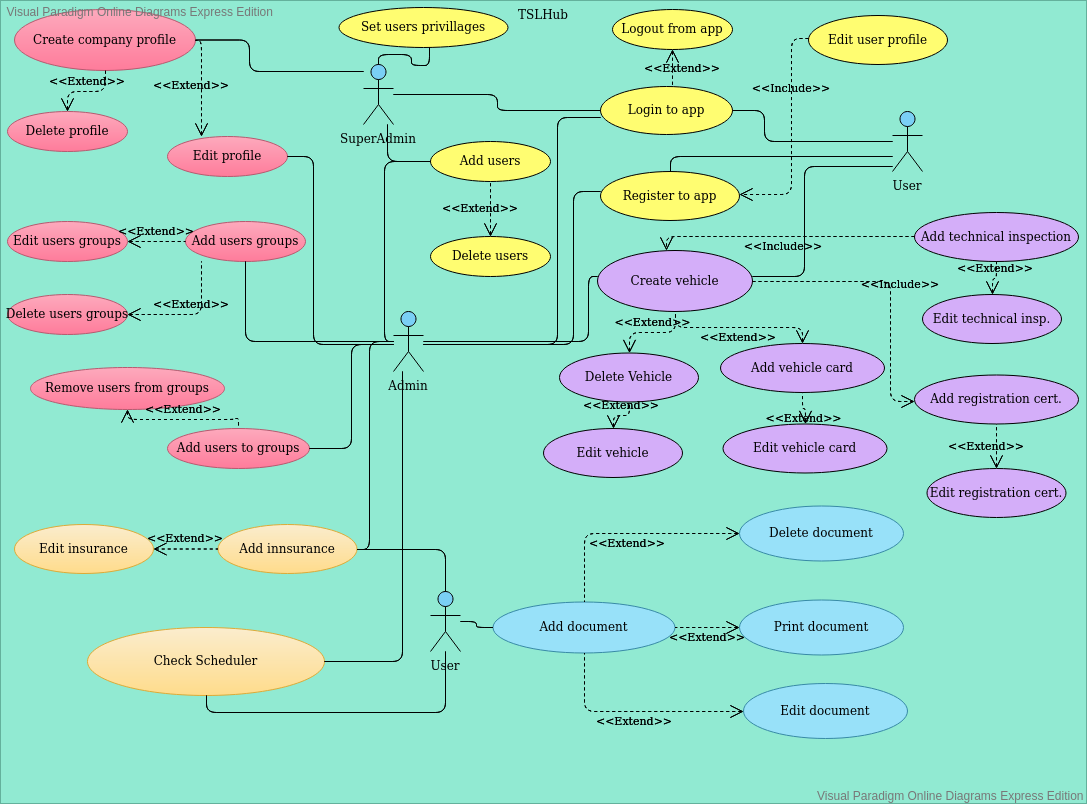 Visual Paradigm Online Diagrams Express Edition
TSLHub
Create company profile
Set users privillages
Logout from app
Edit user profile
<<Extend>>
<<Extend>>
<<Extend>>
<<Include>>
Delete profile
Edit profile
SuperAdmin
Login to app
User
Add users
<<Extend>>
Delete users
Register to app
Edit users groups
<<Extend>>
Add users groups
<<Extend>>
Delete users groups
<<Include>>
Add technical inspection
<<Extend>>
Edit technical insp.
Create vehicle
<<Include>>
<<Extend>>
<<Extend>>
Admin
Delete Vehicle
Add vehicle card
<<Extend>>
<<Extend>>
Edit vehicle
Edit vehicle card
Add registration cert.
<<Extend>>
Edit registration cert.
Remove users from groups
<<Extend>>
Add users to groups
Edit insurance
<<Extend>>
Add innsurance
Check Scheduler
User
Add document
<<Extend>>
Delete document
<<Extend>>
Print document
<<Extend>>
Edit document
Visual Paradigm Online Diagrams Express Edition